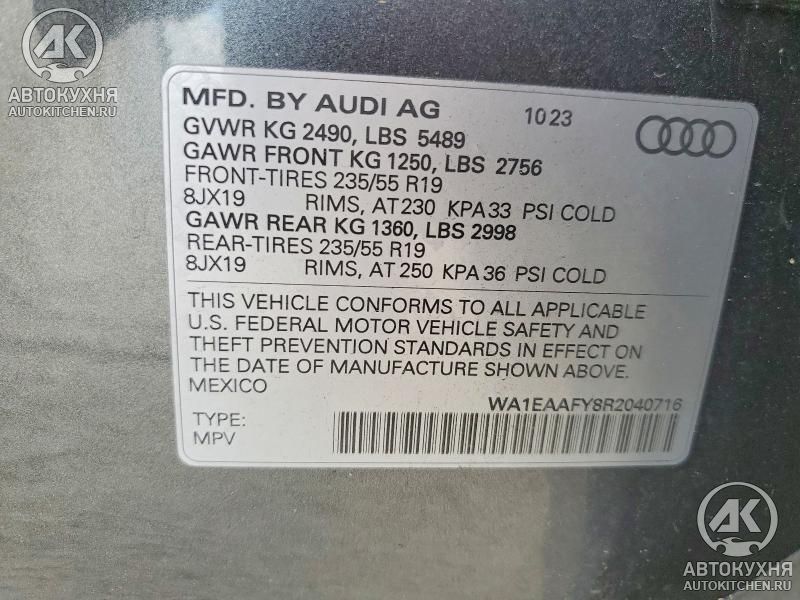 АК
АВТОКУХНЯ
AUTOKITCHEN.RU
MFD. BY AUDI AG 1023
GVWR KG 2490, LBS 5489
GAWR FRONT KG 1250, LBS 2756
FRONT-TIRES 235/55 R19
8JX19 RIMS, AT 230 KPA 33 PSI COLD
GAWR REAR KG 1360, LBS 2998
REAR-TIRES 235/55 R19
8JX19 RIMS, AT 250 KPA 36 PSI COLD
THIS VEHICLE CONFORMS TO ALL APPLICABLE
U.S. FEDERAL MOTOR VEHICLE SAFETY AND
THEFT PREVENTION STANDARDS IN EFFECT ON
THE DATE OF MANUFACTURE SHOWN ABOVE.
MEXICO
WA1EAAFY8R2040716
TYPE:
MPV
АК
АВТОКУХНЯ
AUTOKITCHEN.RU